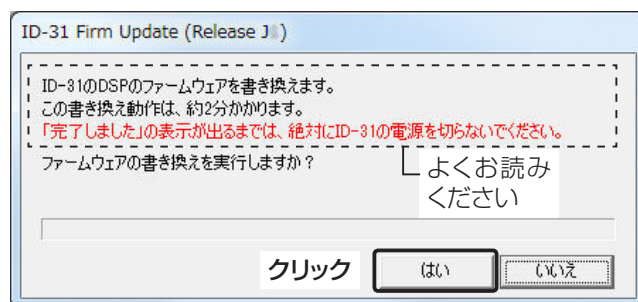 ID-31 Firm Update (Release J)
ID-31のDSPのファームウェアを書き換えます。
この書き換え動作は、約2分かかります。
「完了しました」の表示が出るまでは、絶対にID-31の電源を切らないでください。
ファームウェアの書き換えを実行しますか？
よくお読み
ください
クリック
はい
いいえ